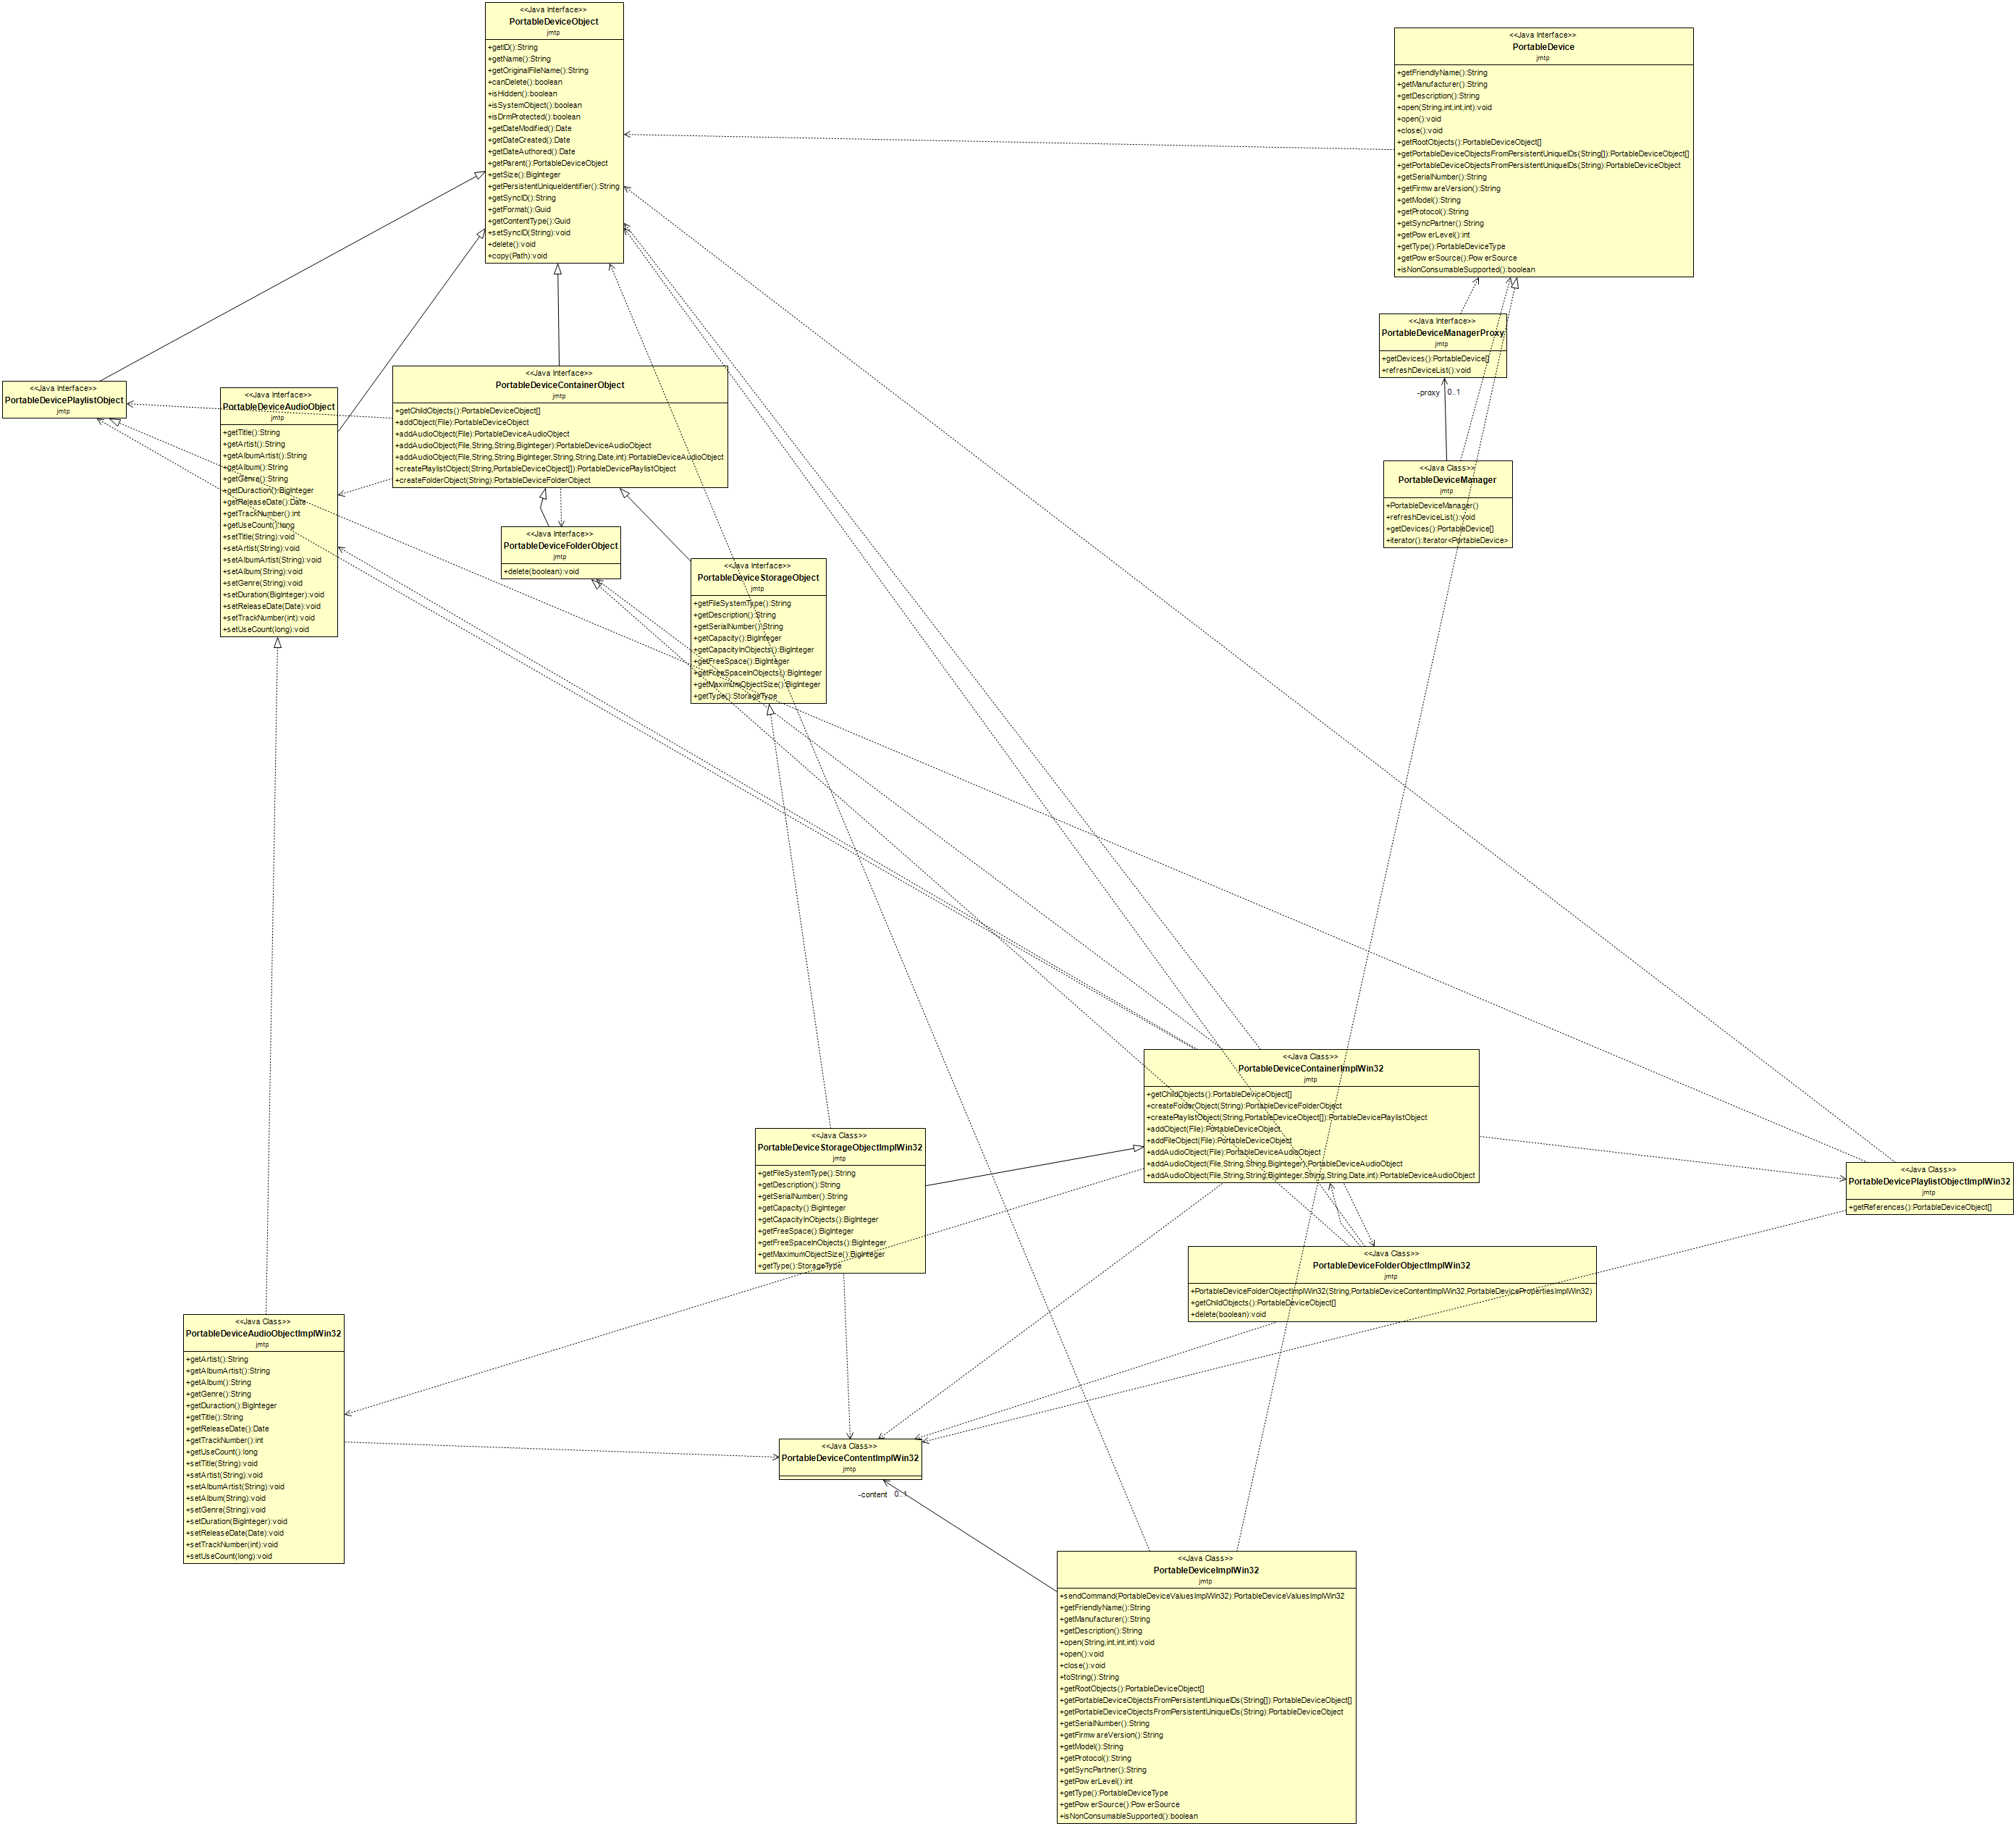 <<Java Interface>>
PortableDeviceObject
jmtp
+getID():String
+getName():String
+getOriginalFileName():String
+canDelete():boolean
+isHidden():boolean
+isSystemObject():boolean
+isDrmProtected():boolean
+getDateModified():Date
+getDateCreated():Date
+getDateAuthored():Date
+getParent():PortableDeviceObject
+getSize():BigInteger
+getPersistentUniqueIdentifier():String
+getSyncID():String
+getFormat():Guid
+getContentType():Guid
+setSyncID(String):void
+delete():void
+copy(Path):void
<<Java Interface>>
PortableDevice
jmtp
+getFriendlyName():String
+getManufacturer():String
+getDescription():String
+open(String,int,int,int):void
+open():void
+close():void
+getRootObjects():PortableDeviceObject[]
+getPortableDeviceObjectsFromPersistentUniqueIDs(String[]):PortableDeviceObject[]
+getPortableDeviceObjectsFromPersistentUniqueIDs(String):PortableDeviceObject
+getSerialNumber():String
+getFirmwareVersion():String
+getModel():String
+getProtocol():String
+getSyncPartner():String
+getPowerLevel():int
+getType():PortableDeviceType
+getPowerSource():PowerSource
+isNonConsumableSupported():boolean
<<Java Interface>>
PortableDeviceManagerProxy
jmtp
+getDevices():PortableDevice[]
+refreshDeviceList():void
-proxy 0..1
<<Java Class>>
PortableDeviceManager
jmtp
+PortableDeviceManager()
+refreshDeviceList():void
+getDevices():PortableDevice[]
+iterator():Iterator<PortableDevice>
<<Java Interface>>
PortableDevicePlaylistObject
jmtp
<<Java Interface>>
PortableDeviceAudioObject
jmtp
+getTitle():String
+getArtist():String
+getAlbumArtist():String
+getAlbum():String
+getGenre():String
+getDuraction():BigInteger
+getReleaseDate():Date
+getTrackNumber():int
+getUseCount():long
+setTitle(String):void
+setArtist(String):void
+setAlbumArtist(String):void
+setAlbum(String):void
+setGenre(String):void
+setDuration(BigInteger):void
+setReleaseDate(Date):void
+setTrackNumber(int):void
+setUseCount(long):void
<<Java Interface>>
PortableDeviceContainerObject
jmtp
+getChildObjects():PortableDeviceObject[]
+addObject(File):PortableDeviceObject
+addAudioObject(File):PortableDeviceAudioObject
+addAudioObject(File,String,String,BigInteger):PortableDeviceAudioObject
+addAudioObject(File,String,String,BigInteger,String,String,Date,int):PortableDeviceAudioObject
+createPlaylistObject(String,PortableDeviceObject[]):PortableDevicePlaylistObject
+createFolderObject(String):PortableDeviceFolderObject
<<Java Interface>>
PortableDeviceFolderObject
jmtp
+delete(boolean):void
<<Java Interface>>
PortableDeviceStorageObject
jmtp
+getFileSystemType():String
+getDescription():String
+getSerialNumber():String
+getCapacity():BigInteger
+getCapacityInObjects():BigInteger
+getFreeSpace():BigInteger
+getFreeSpaceInObjects():BigInteger
+getMaximumObjectSize():BigInteger
+getType():StorageType
<<Java Class>>
PortableDeviceContainerImplWin32
jmtp
+getChildObjects():PortableDeviceObject[]
+createFolderObject(String):PortableDeviceFolderObject
+createPlaylistObject(String,PortableDeviceObject[]):PortableDevicePlaylistObject
+addObject(File):PortableDeviceObject
+addFileObject(File):PortableDeviceObject
+addAudioObject(File):PortableDeviceAudioObject
+addAudioObject(File,String,String,BigInteger):PortableDeviceAudioObject
+addAudioObject(File,String,String,BigInteger,String,String,Date,int):PortableDeviceAudioObject
<<Java Class>>
PortableDeviceStorageObjectImplWin32
jmtp
+getFileSystemType():String
+getDescription():String
+getSerialNumber():String
+getCapacity():BigInteger
+getCapacityInObjects():BigInteger
+getFreeSpace():BigInteger
+getFreeSpaceInObjects():BigInteger
+getMaximumObjectSize():BigInteger
+getType():StorageType
<<Java Class>>
PortableDevicePlaylistObjectImplWin32
jmtp
+getReferences():PortableDeviceObject[]
<<Java Class>>
PortableDeviceFolderObjectImplWin32
jmtp
+PortableDeviceFolderObjectImplWin32(String,PortableDeviceContentImplWin32,PortableDevicePropertiesImplWin32)
+getChildObjects():PortableDeviceObject[]
+delete(boolean):void
<<Java Class>>
PortableDeviceAudioObjectImplWin32
jmtp
+getArtist():String
+getAlbumArtist():String
+getAlbum():String
+getGenre():String
+getDuraction():BigInteger
+getTitle():String
+getReleaseDate():Date
+getTrackNumber():int
+getUseCount():long
+setTitle(String):void
+setArtist(String):void
+setAlbumArtist(String):void
+setAlbum(String):void
+setGenre(String):void
+setDuration(BigInteger):void
+setReleaseDate(Date):void
+setTrackNumber(int):void
+setUseCount(long):void
<<Java Class>>
PortableDeviceContentImplWin32
jmtp
-content 0..1
<<Java Class>>
PortableDeviceImplWin32
jmtp
+sendCommand(PortableDeviceValuesImplWin32):PortableDeviceValuesImplWin32
+getFriendlyName():String
+getManufacturer():String
+getDescription():String
+open(String,int,int,int):void
+open():void
+close():void
+toString():String
+getRootObjects():PortableDeviceObject[]
+getPortableDeviceObjectsFromPersistentUniqueIDs(String[]):PortableDeviceObject[]
+getPortableDeviceObjectsFromPersistentUniqueIDs(String):PortableDeviceObject
+getSerialNumber():String
+getFirmwareVersion():String
+getModel():String
+getProtocol():String
+getSyncPartner():String
+getPowerLevel():int
+getType():PortableDeviceType
+getPowerSource():PowerSource
+isNonConsumableSupported():boolean